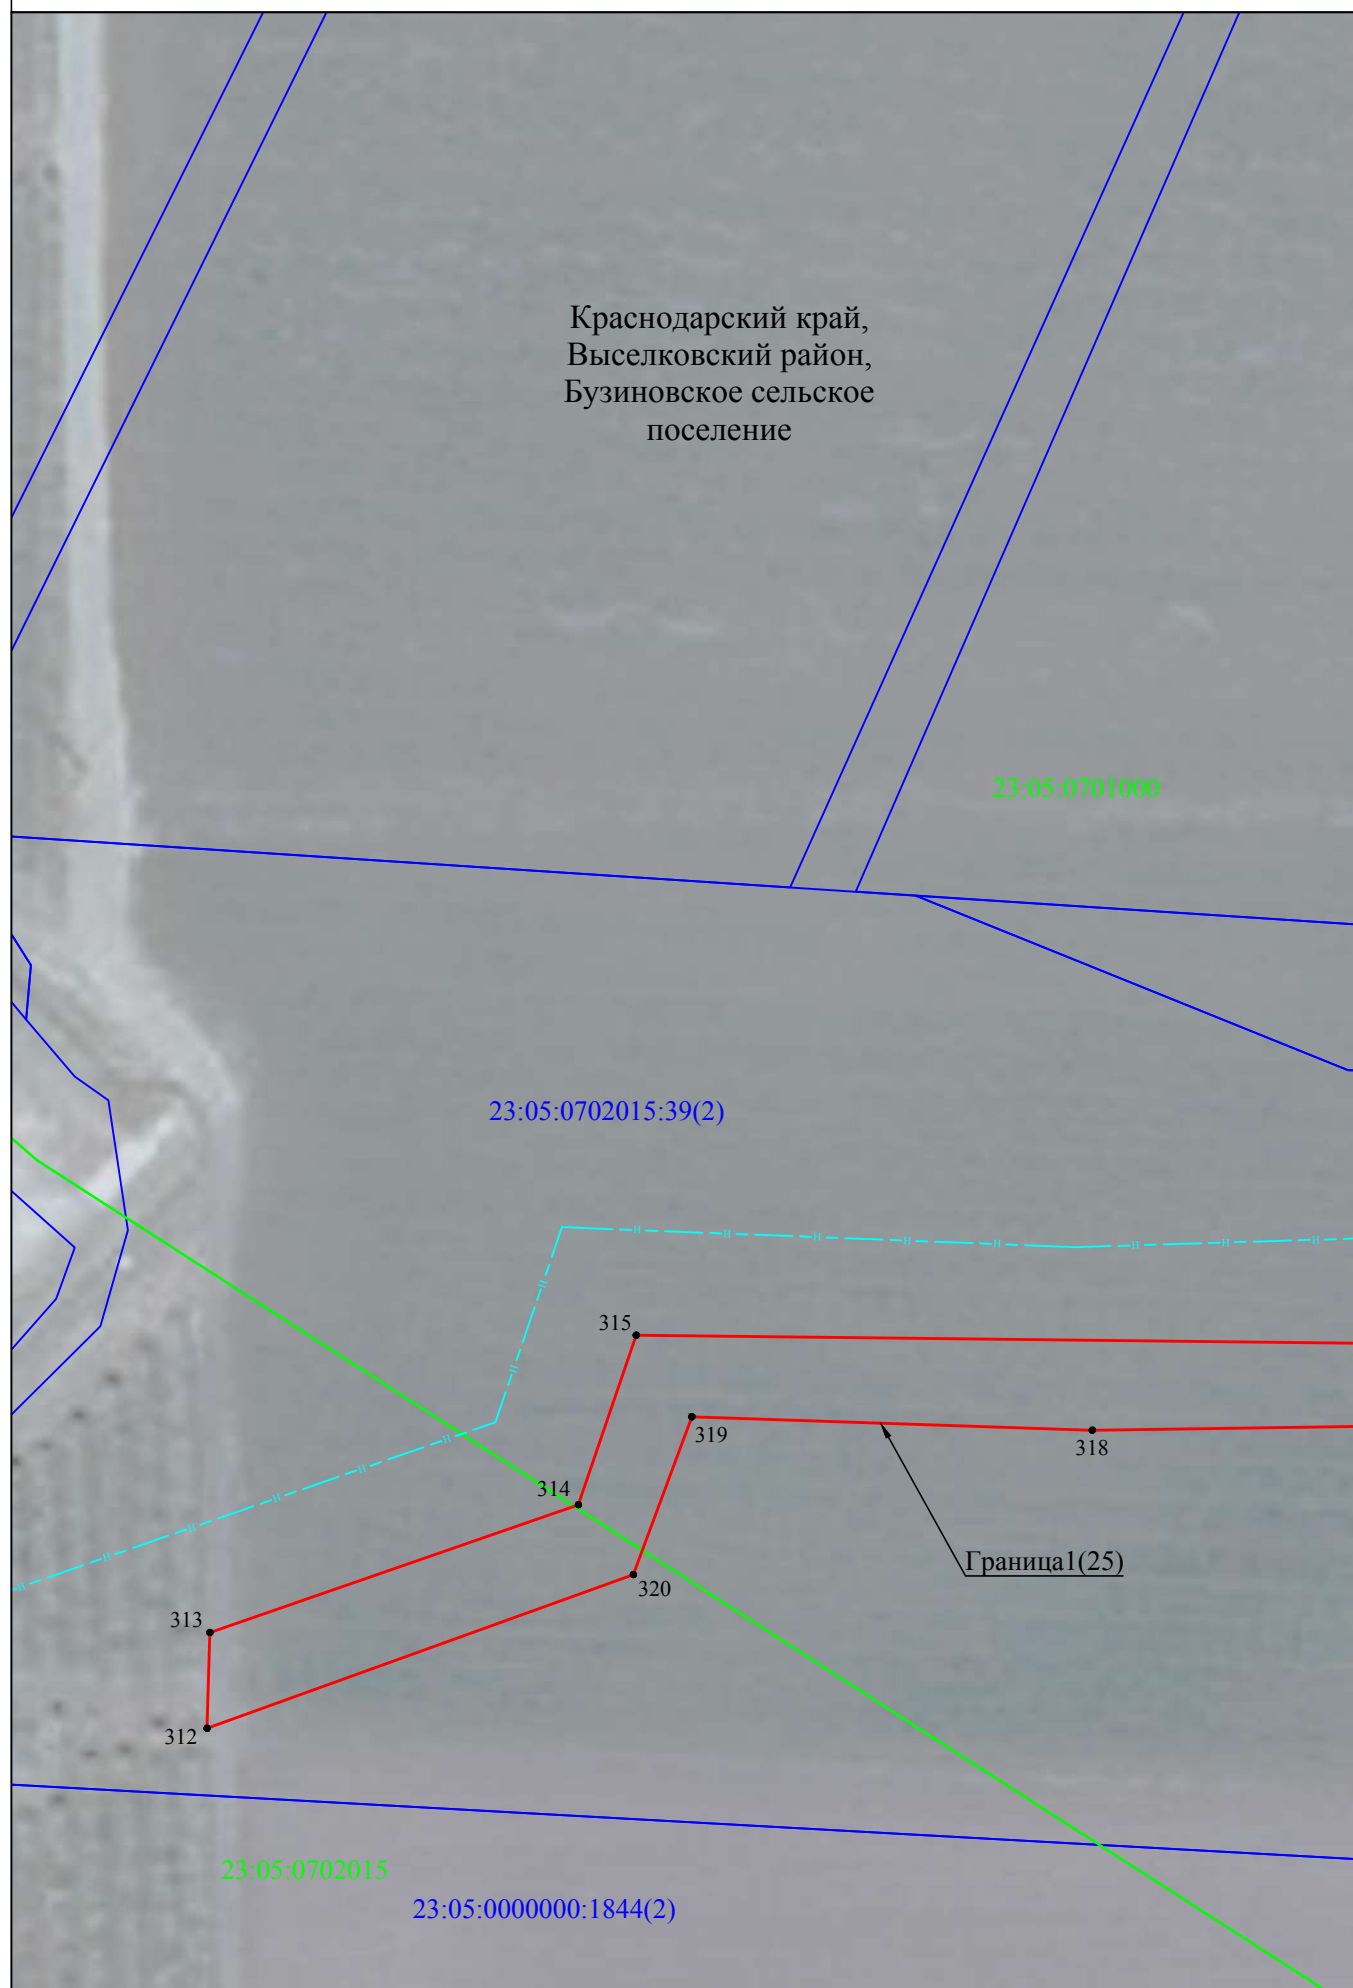 Краснодарский край,
Выселковский район,
Бузиновское сельское
поселение
23:05:0701000
23:05:0702015:39(2)
Н Н Н Н Н Н Н Н
Н
315
Н
319
318
Н
Н
314
Н
Граница1(25)
Н
Н
320
Н
313
312
23:05:0702015
23:05:0000000:1844(2)